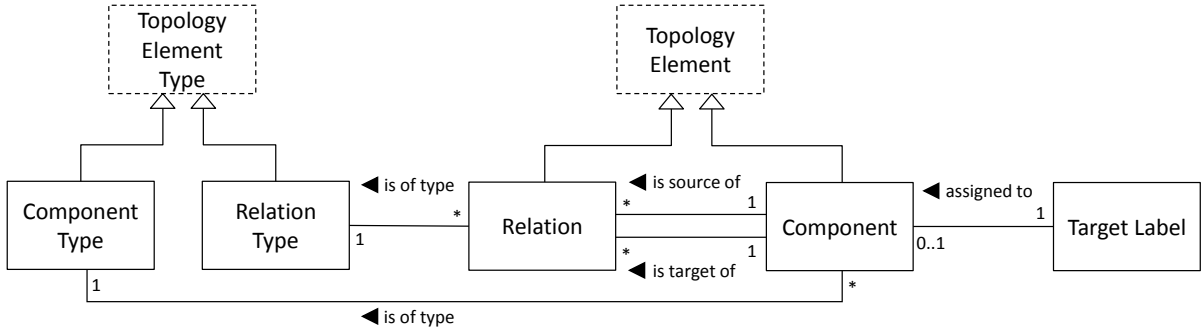 Topology
Element
Type
Topology
Element
◀ is of type
◀ is source of
◀ assigned to
Component
Type
Relation
Type
1
*
Relation
*
1
*
1
Component
0..1
1
Target Label
◀ is target of
1
*
◀ is of type